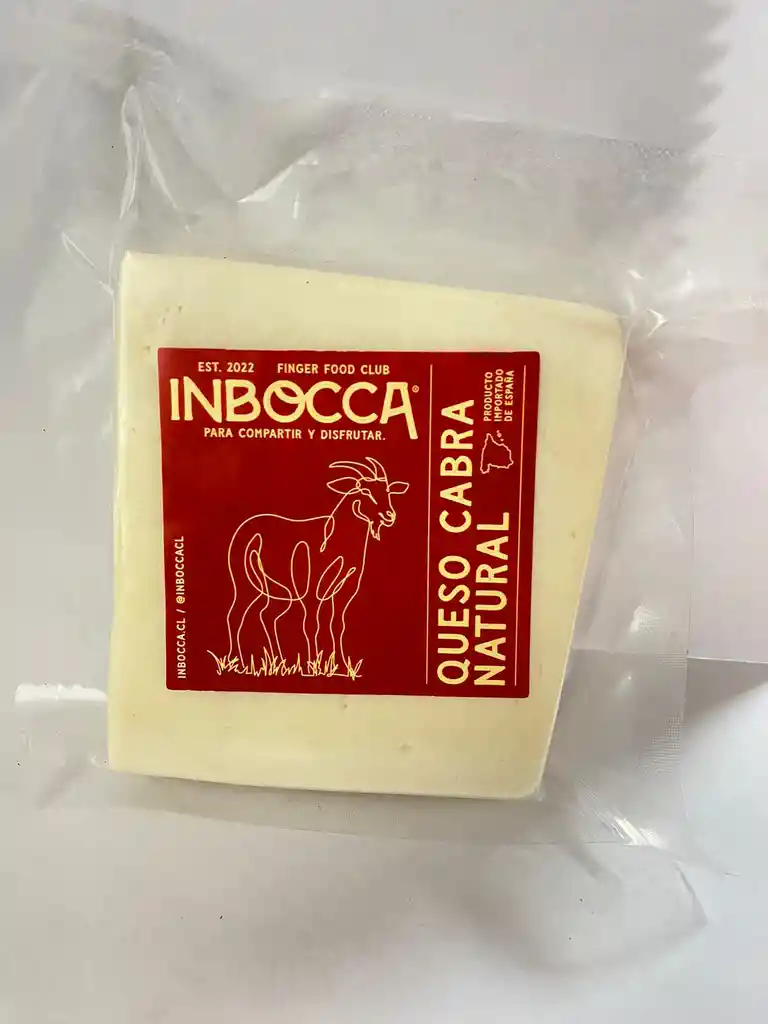 EST. 2022 FINGER FOOD CLUB
INBOCCA®
PARA COMPARTIR Y DISFRUTAR.
INBOCCA.CL / @INBOCCACL
QUESO CABRA
NATURAL
PRODUCTO
IMPORTADO
DE ESPAÑA